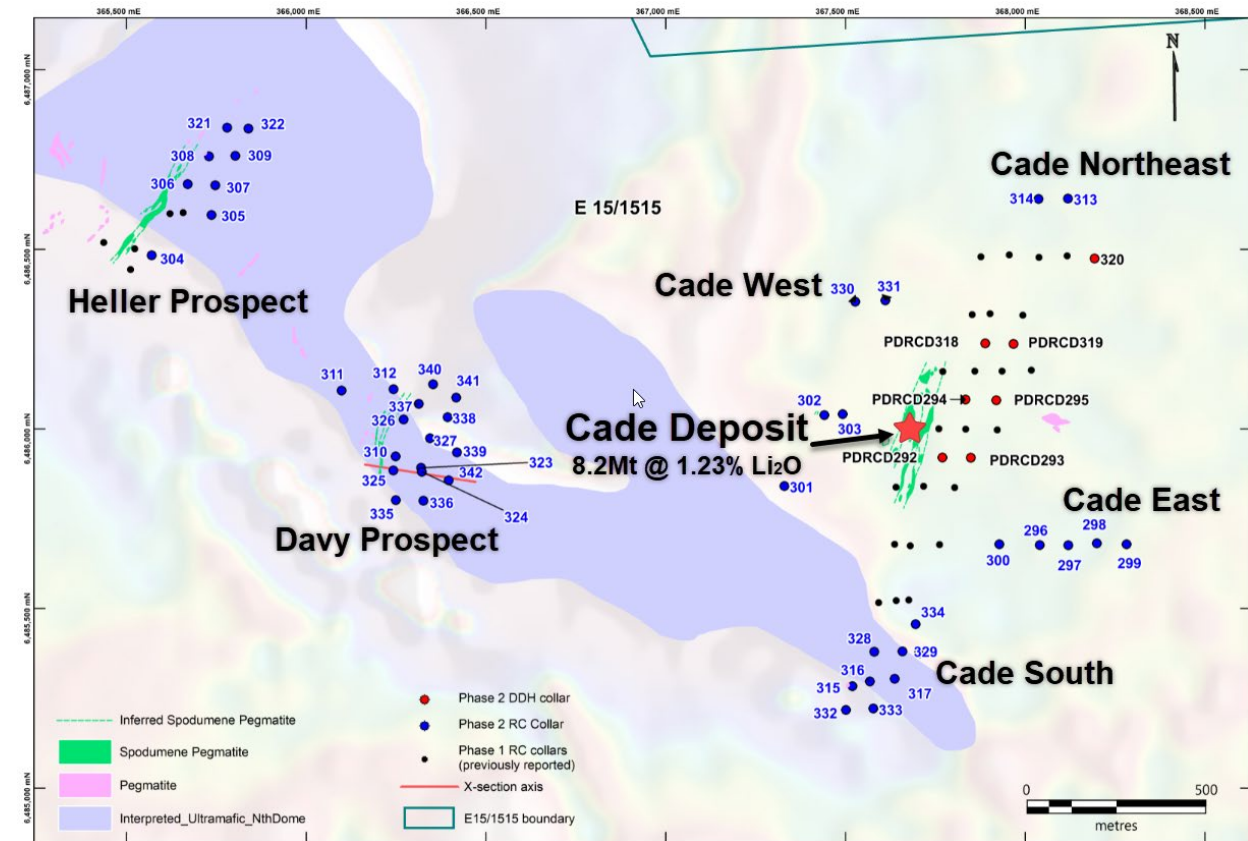 365,500 mE
366,000 mE
366,500 mE
367,000 mE
367,500 mE
368,000 mE
368,500 mE
6,487,000 mN
6,486,500 mN
6,486,000 mN
6,485,500 mN
6,485,000 mN
N
321
322
308
309
306
307
305
304
Heller Prospect
E 15/1515
Cade Northeast
314
313
320
Cade West
330
331
PDRCD318
PDRCD319
311
312
340
341
337
326
338
327
310
339
325
342
323
324
335
336
Davy Prospect
302
303
PDRCD294
PDRCD295
Cade Deposit
8.2Mt @ 1.23% Li₂O
PDRCD292
PDRCD293
301
Cade East
296
298
300
297
299
334
328
329
Cade South
316
315
317
332
333
Inferred Spodumene Pegmatite
Spodumene Pegmatite
Pegmatite
Interpreted_Ultramafic_NthDome
Phase 2 DDH collar
Phase 2 RC Collar
Phase 1 RC collars
(previously reported)
X-section axis
E15/1515 boundary
0
500
metres